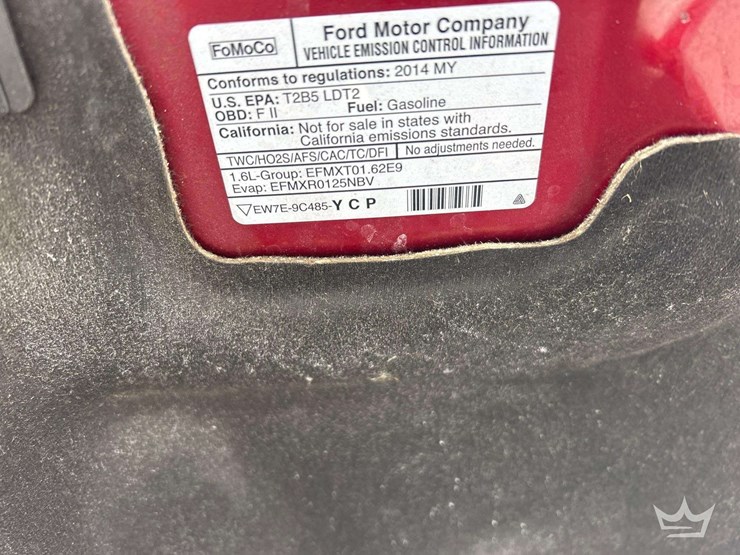 FoMoCo
Ford Motor Company
VEHICLE EMISSION CONTROL INFORMATION
Conforms to regulations: 2014 MY
U.S. EPA: T2B5 LDT2
OBD: F II Fuel: Gasoline
California: Not for sale in states with
California emissions standards.
TWC/HO2S/AFS/CAC/TC/DFI No adjustments needed.
1.6L-Group: EFMXT01.62E9
Evap: EFMXR0125NBV
EW7E-9C485-Y C P